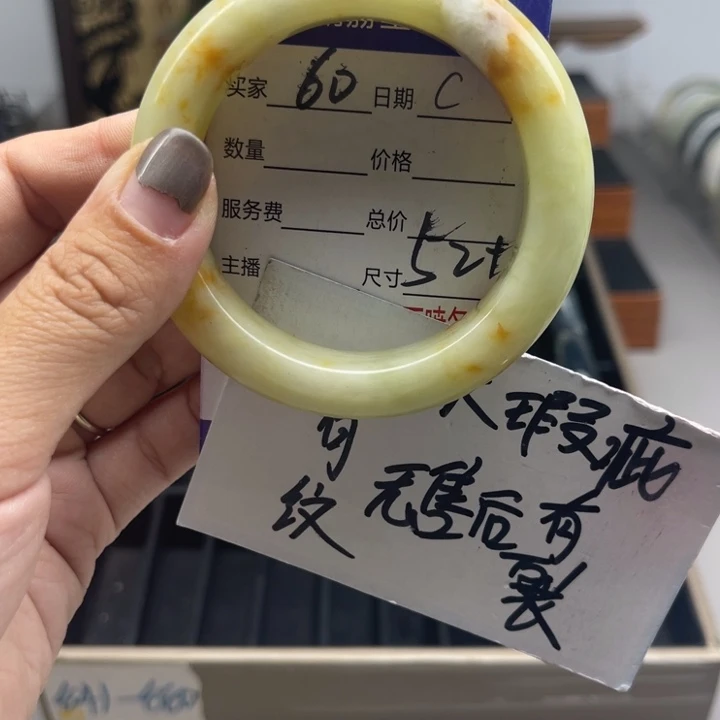 买家 60 日期 C
数量 价格
服务费 总价
主播 尺寸 52
瑕疵
有
纹 无售后有
裂